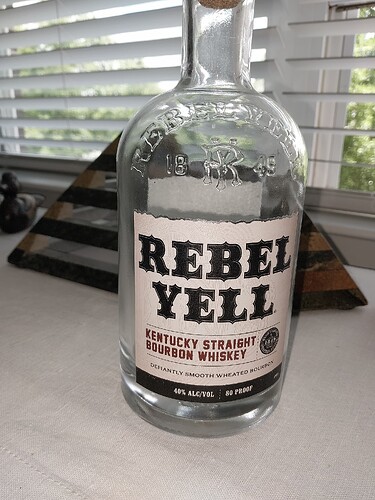 REBEL YELL
18 49
REBEL
YELL
KENTUCKY STRAIGHT
BOURBON WHISKEY
DEFIANTLY SMOOTH WHEATED BOURBON
40% ALC/VOL 80 PROOF